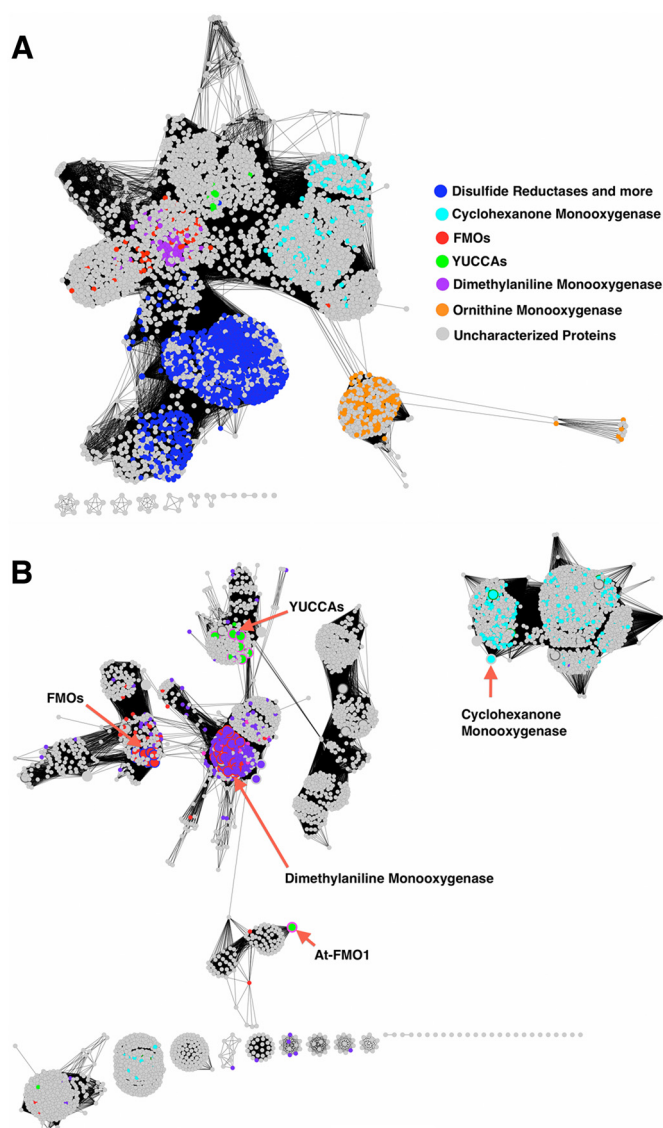 A
Disulfide Reductases and more
Cyclohexanone Monooxygenase
FMOs
YUCCAs
Dimethylaniline Monooxygenase
Ornithine Monooxygenase
Uncharacterized Proteins
B
YUCCAs
FMOs
Cyclohexanone
Monooxygenase
Dimethylaniline Monooxygenase
At-FMO1